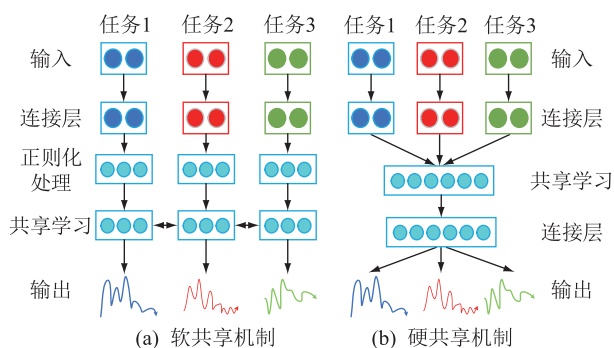 任务1 任务2 任务3 任务1 任务2 任务3
输入 输入
连接层 连接层
正则化
处理
共享学习
共享学习
连接层
输出 输出
(a) 软共享机制 (b) 硬共享机制